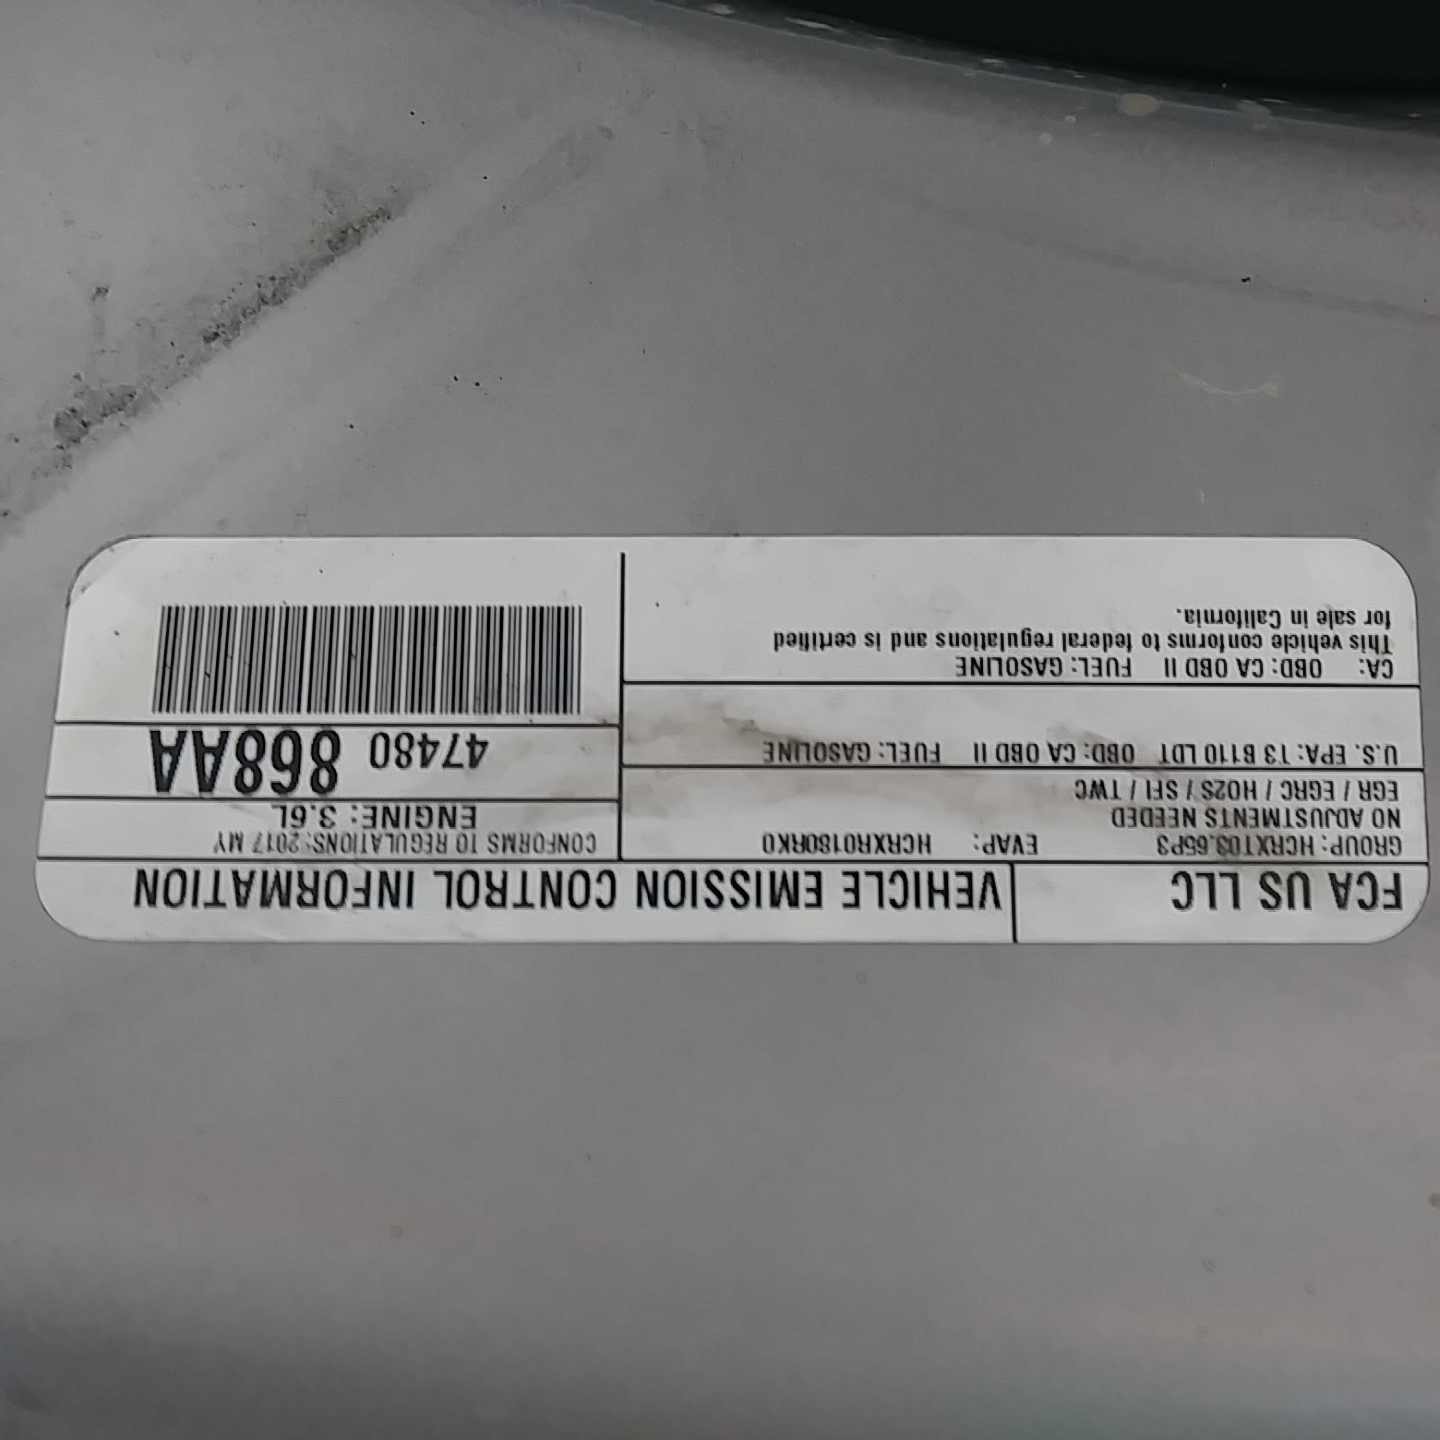 FCA US LLC
VEHICLE EMISSION CONTROL INFORMATION
GROUP: HCRXT03.65P3 EVAP: HCRXR0180RK0
NO ADJUSTMENTS NEEDED
EGR / EGRC / HO2S / SFI / TWC
U.S. EPA: T3 B110 LDT OBD: CA OBD II FUEL: GASOLINE
CA: OBD: CA OBD II FUEL: GASOLINE
This vehicle conforms to federal regulations and is certified
for sale in California.
CONFORMS TO REGULATIONS: 2017 MY
ENGINE: 3.6L
47480 868AA